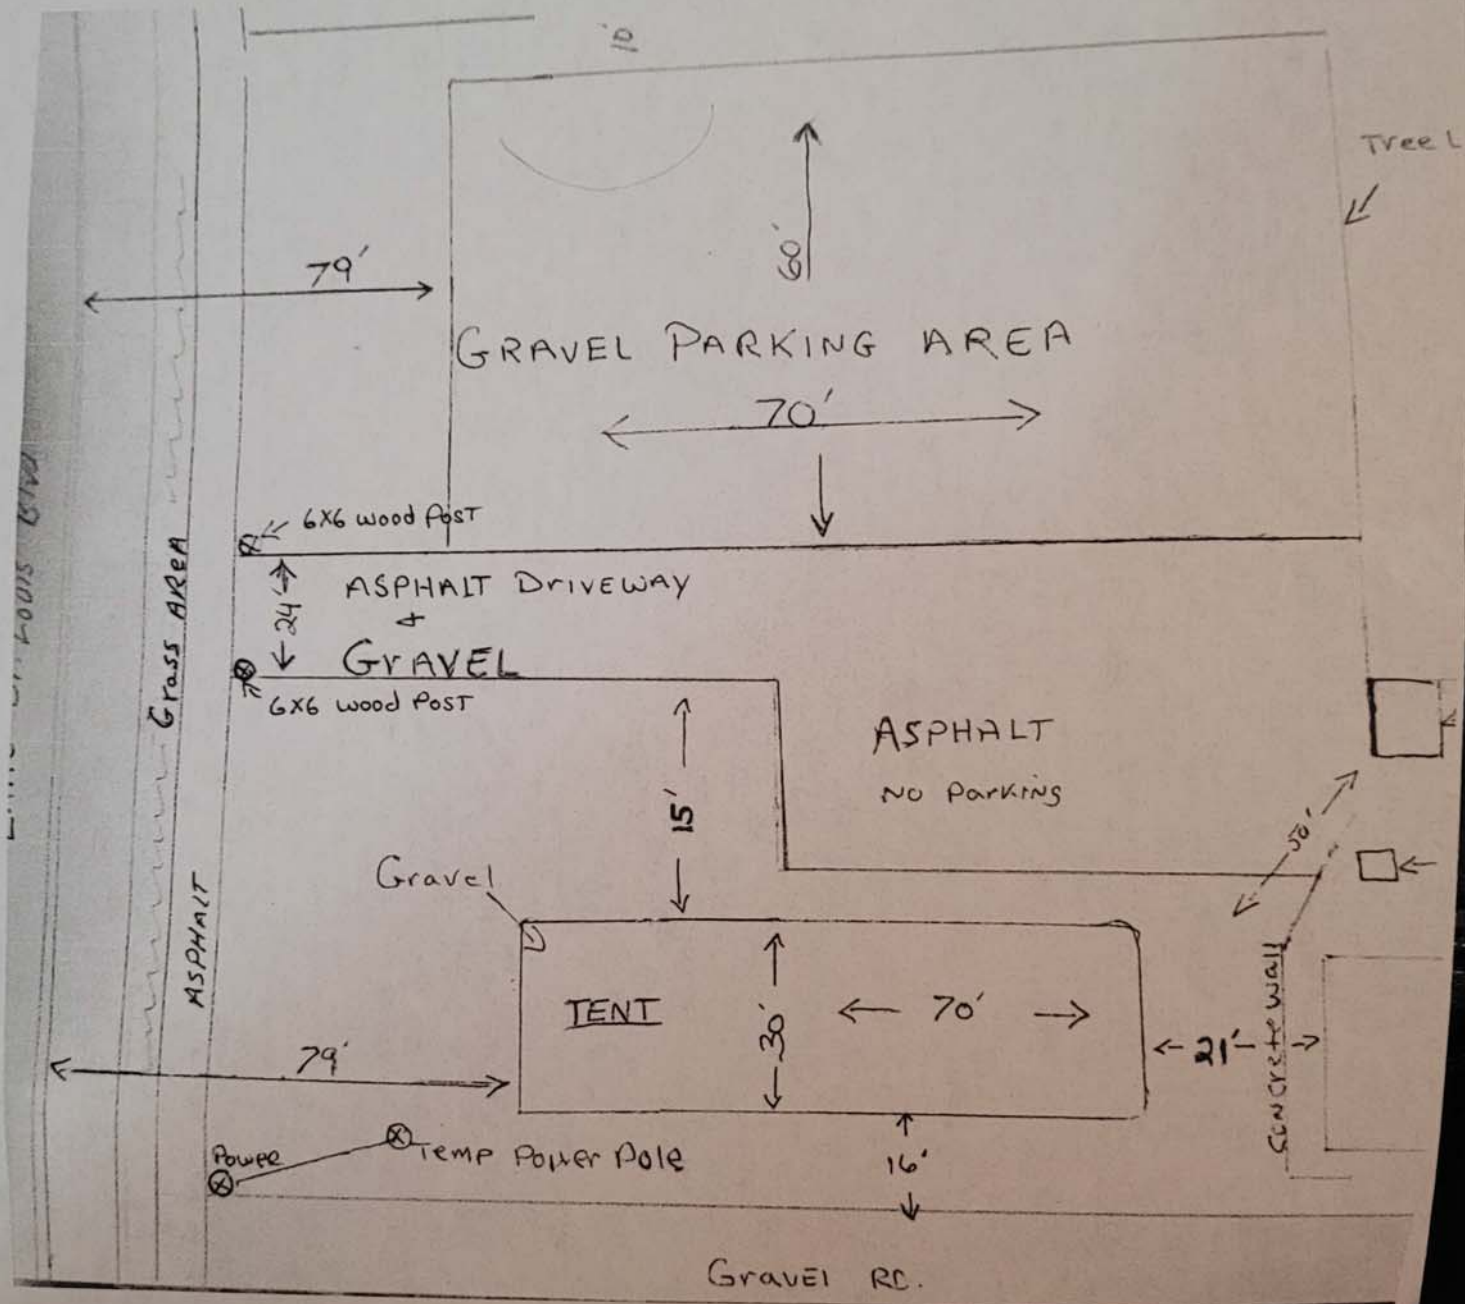 10'
Tree L
79'
60'
GRAVEL PARKING AREA
70'
6X6 wood Post
24'
ASPHALT DRIVEWAY
+
GRAVEL
6X6 wood Post
Grass AREA
ASPHALT
ASPHALT
NO Parking
15'
50'
Gravel
TENT
30'
70'
21'
Concrete wall
79'
Power
Temp Power Pole
16'
Gravel RD.